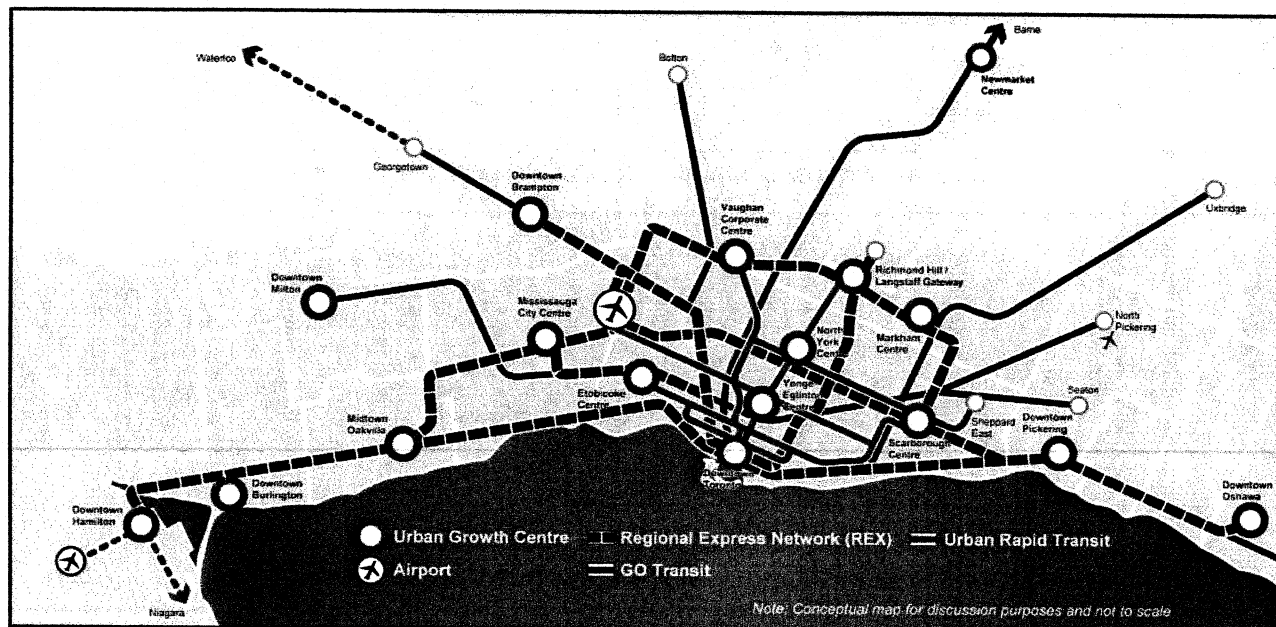 Barrie
Waterloo
Bolton
Newmarket
Centre
Georgetown
Downtown
Brampton
Vaughan
Corporate
Centre
Uxbridge
Downtown
Milton
Richmond Hill /
Langstaff Gateway
Mississauga
City Centre
North
York
Centre
Markham
Centre
North
Pickering
Etobicoke
Centre
Yonge
Eglinton
Centre
Seaton
Sheppard
East
Downtown
Pickering
Midtown
Oakville
Scarborough
Centre
Downtown
Toronto
Downtown
Burlington
Downtown
Oshawa
Downtown
Hamilton
Niagara
Urban Growth Centre
Regional Express Network (REX)
Urban Rapid Transit
Airport
GO Transit
Note: Conceptual map for discussion purposes and not to scale